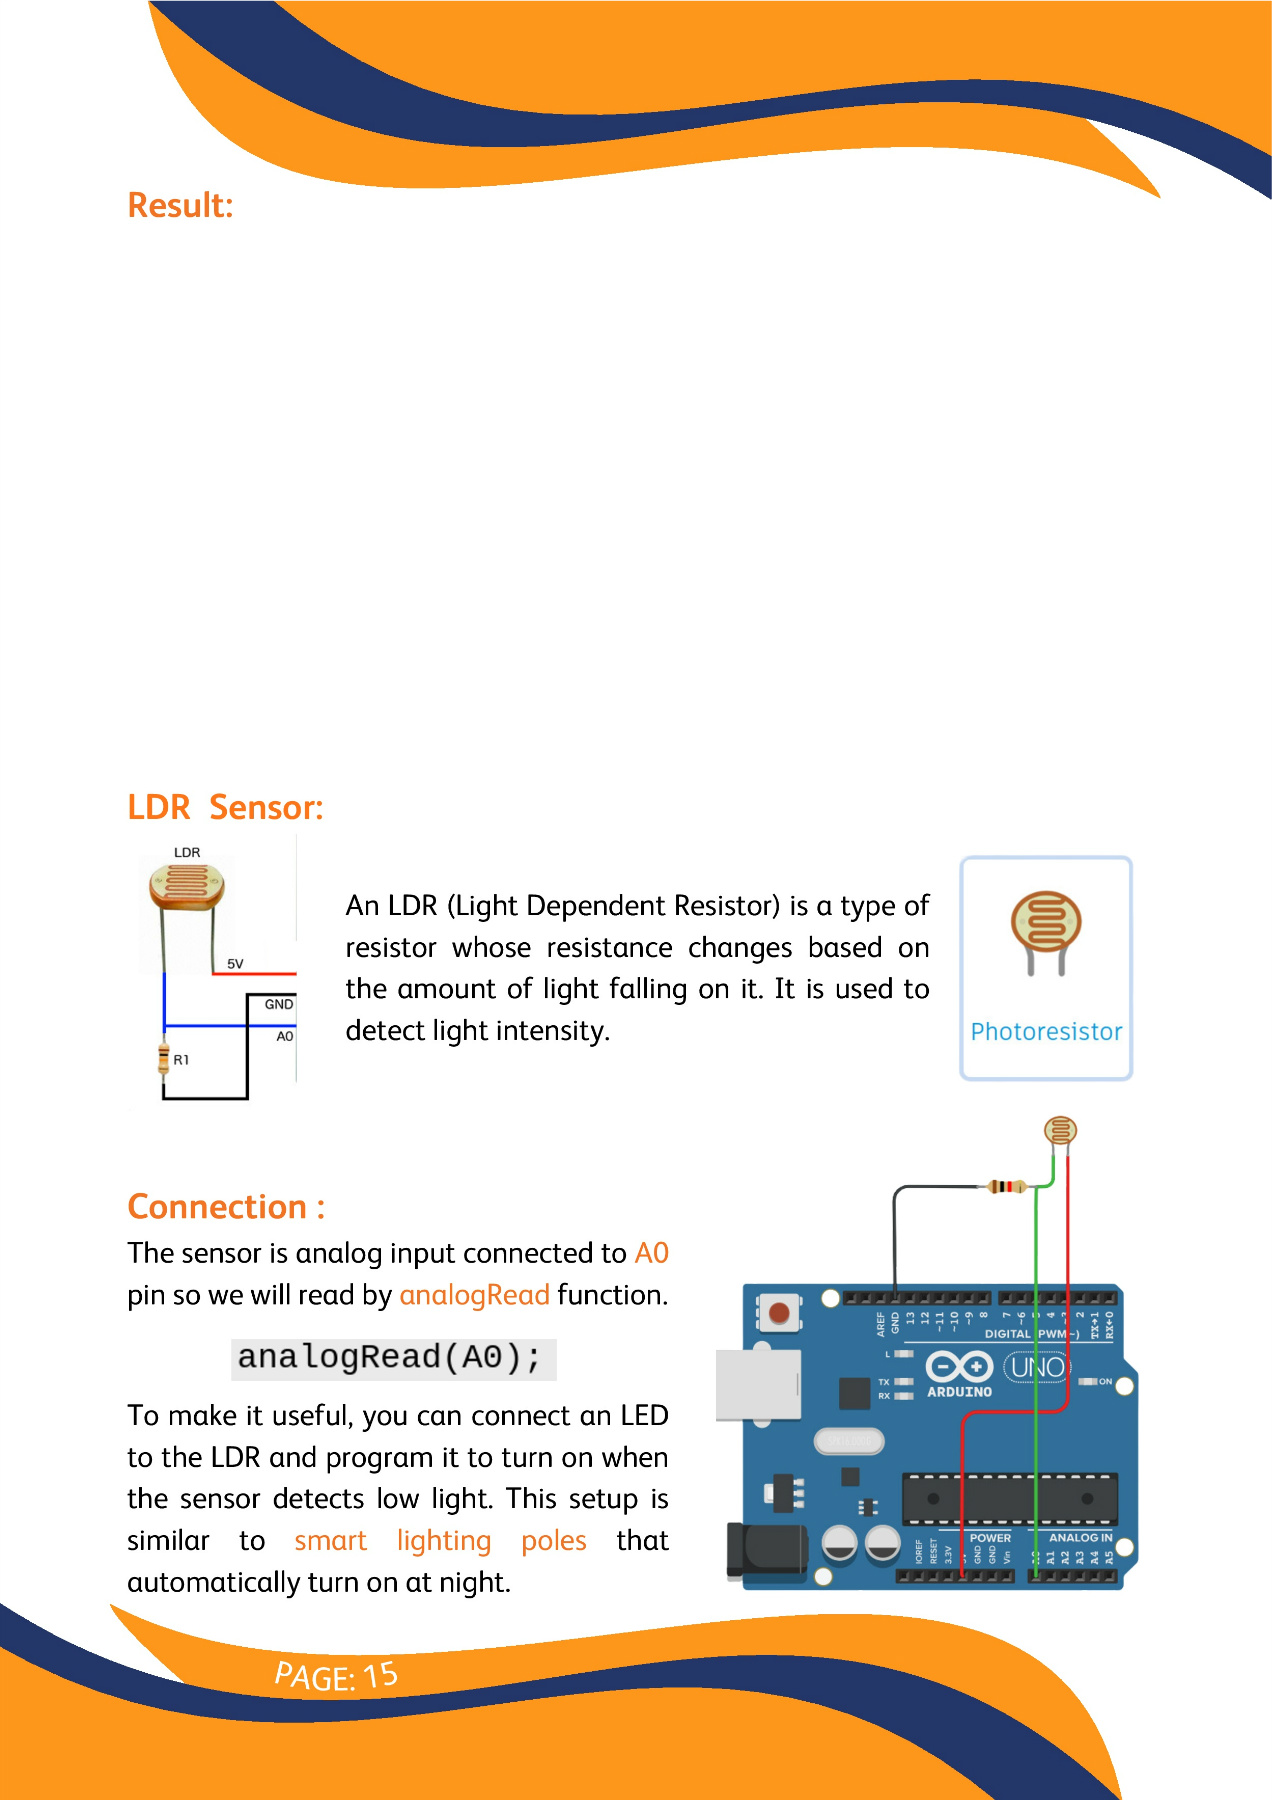 Result:
LDR Sensor:
LDR
5V
GND
A0
R1
An LDR (Light Dependent Resistor) is a type of
resistor whose resistance changes based on
the amount of light falling on it. It is used to
detect light intensity.
Photoresistor
Connection :
The sensor is analog input connected to A0
pin so we will read by analogRead function.
analogRead(A0);
To make it useful, you can connect an LED
to the LDR and program it to turn on when
the sensor detects low light. This setup is
similar to smart lighting poles that
automatically turn on at night.
AREF
GND
13
12
~11
~10
~9
8
7
~6
4
2
TX→1
RX←0
DIGITAL (PWM~)
L
TX
RX
ARDUINO
UNO
ON
POWER
ANALOG IN
IOREF
RESET
3.3V
GND
GND
Vin
A1
A2
A3
A4
A5
PAGE: 15